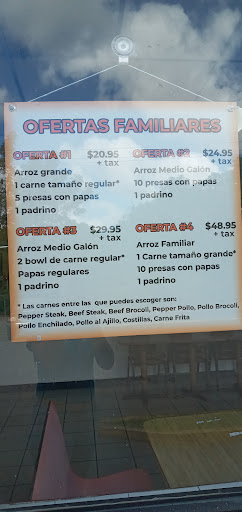 OFERTAS FAMILIARES
OFERTA #1 $20.95 + tax
Arroz grande
1 carne tamaño regular*
5 presas con papas
1 padrino
OFERTA #2 $24.95 + tax
Arroz Medio Galón
10 presas con papas
1 padrino
OFERTA #3 $29.95 + tax
Arroz Medio Galón
2 bowl de carne regular*
Papas regulares
1 padrino
OFERTA #4 $48.95 + tax
Arroz Familiar
1 Carne tamaño grande*
10 presas con papas
1 padrino
* Las carnes entre las que puedes escoger son:
Pepper Steak, Beef Steak, Beef Brocoli, Pepper Pollo, Pollo Brocoli,
Pollo Enchilado, Pollo al Ajillo, Costillas, Carne Frita